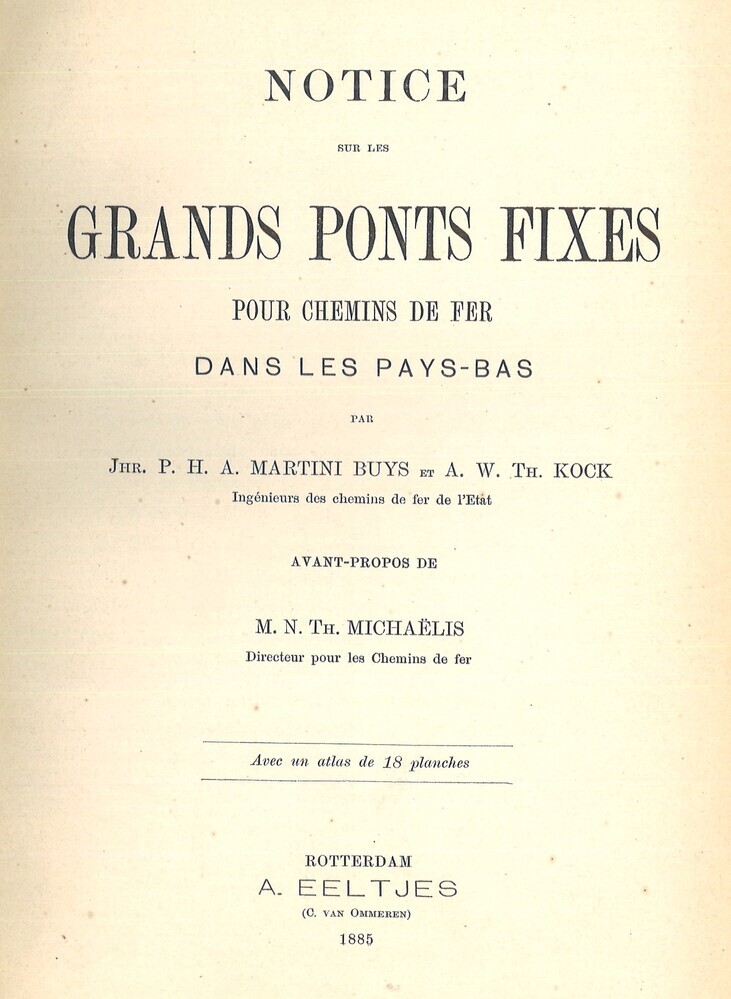 NOTICE
SUR LES
GRANDS PONTS FIXES
POUR CHEMINS DE FER
DANS LES PAYS-BAS
PAR
JHR. P. H. A. MARTINI BUYS ET A. W. TH. KOCK
Ingénieurs des chemins de fer de l'Etat
AVANT-PROPOS DE
M. N. TH. MICHAËLIS
Directeur pour les Chemins de fer
Avec un atlas de 18 planches
ROTTERDAM
A. EELTJES
(C. VAN OMMEREN)
1885